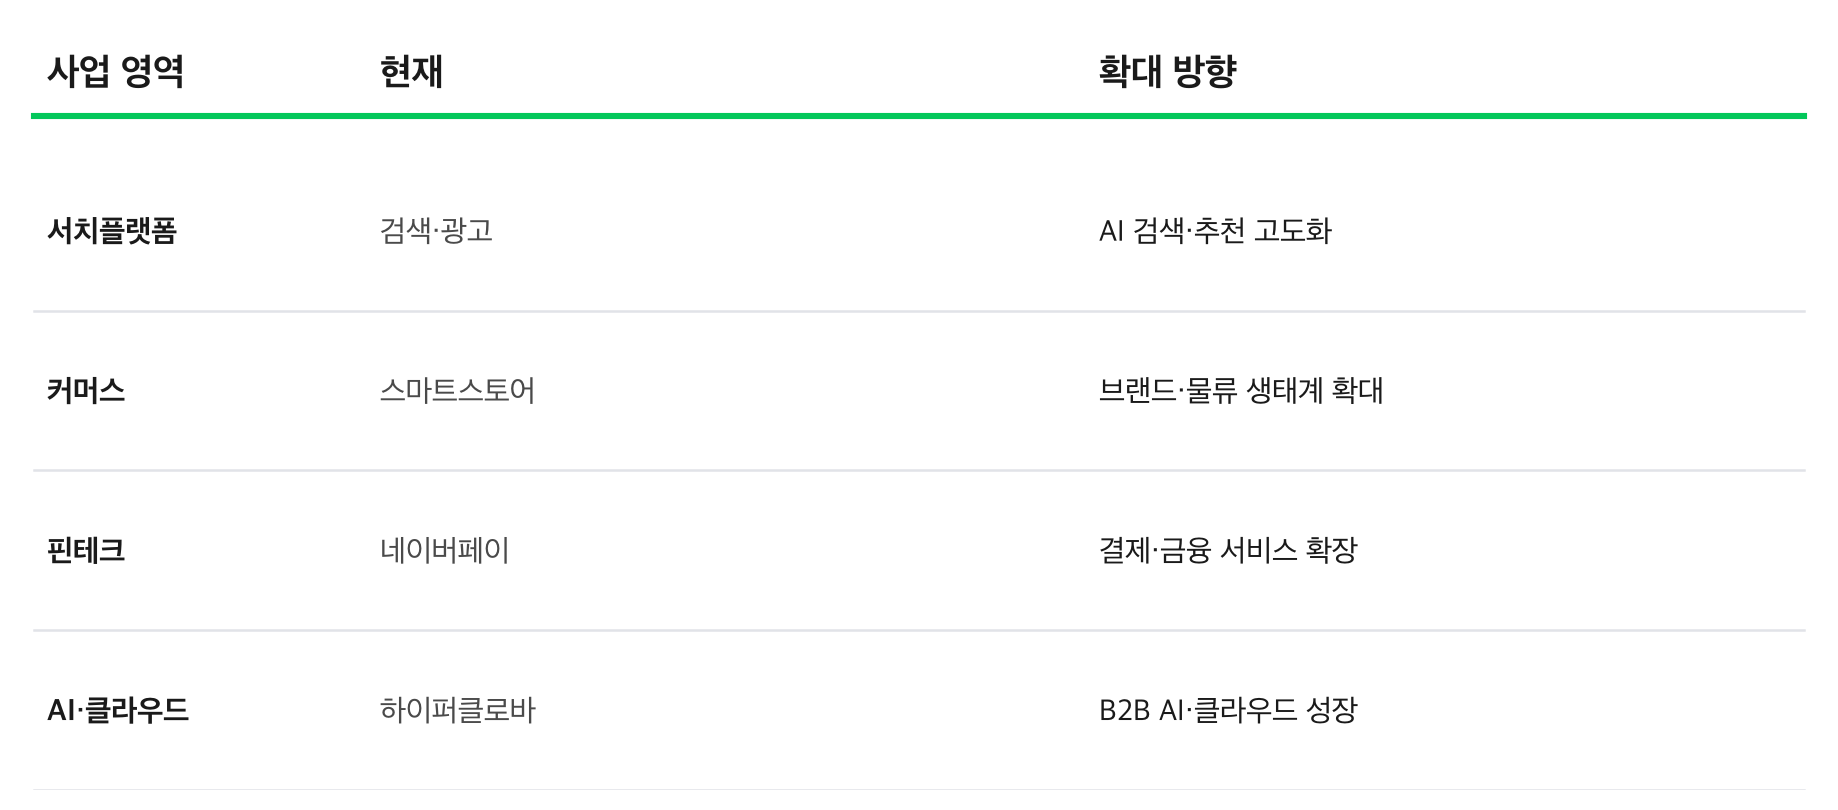 사업 영역 현재 확대 방향
서치플랫폼 검색·광고 AI 검색·추천 고도화
커머스 스마트스토어 브랜드·물류 생태계 확대
핀테크 네이버페이 결제·금융 서비스 확장
AI·클라우드 하이퍼클로바 B2B AI·클라우드 성장